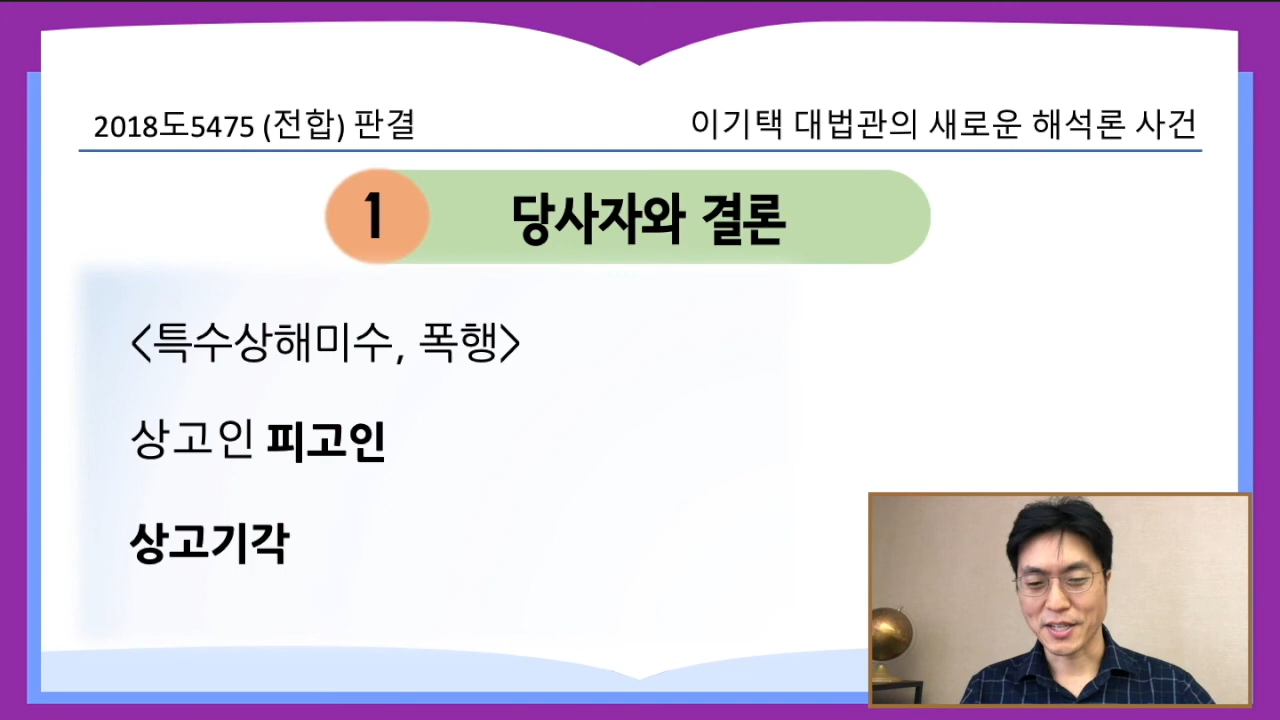 2018도5475 (전합) 판결
이기택 대법관의 새로운 해석론 사건
1 당사자와 결론
<특수상해미수, 폭행>
상고인 피고인
상고기각